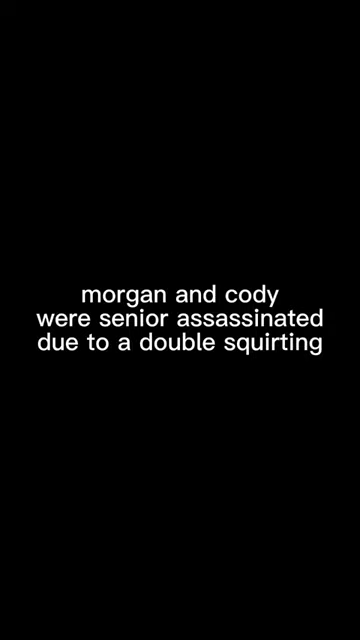 morgan and cody
were senior assassinated
due to a double squirting